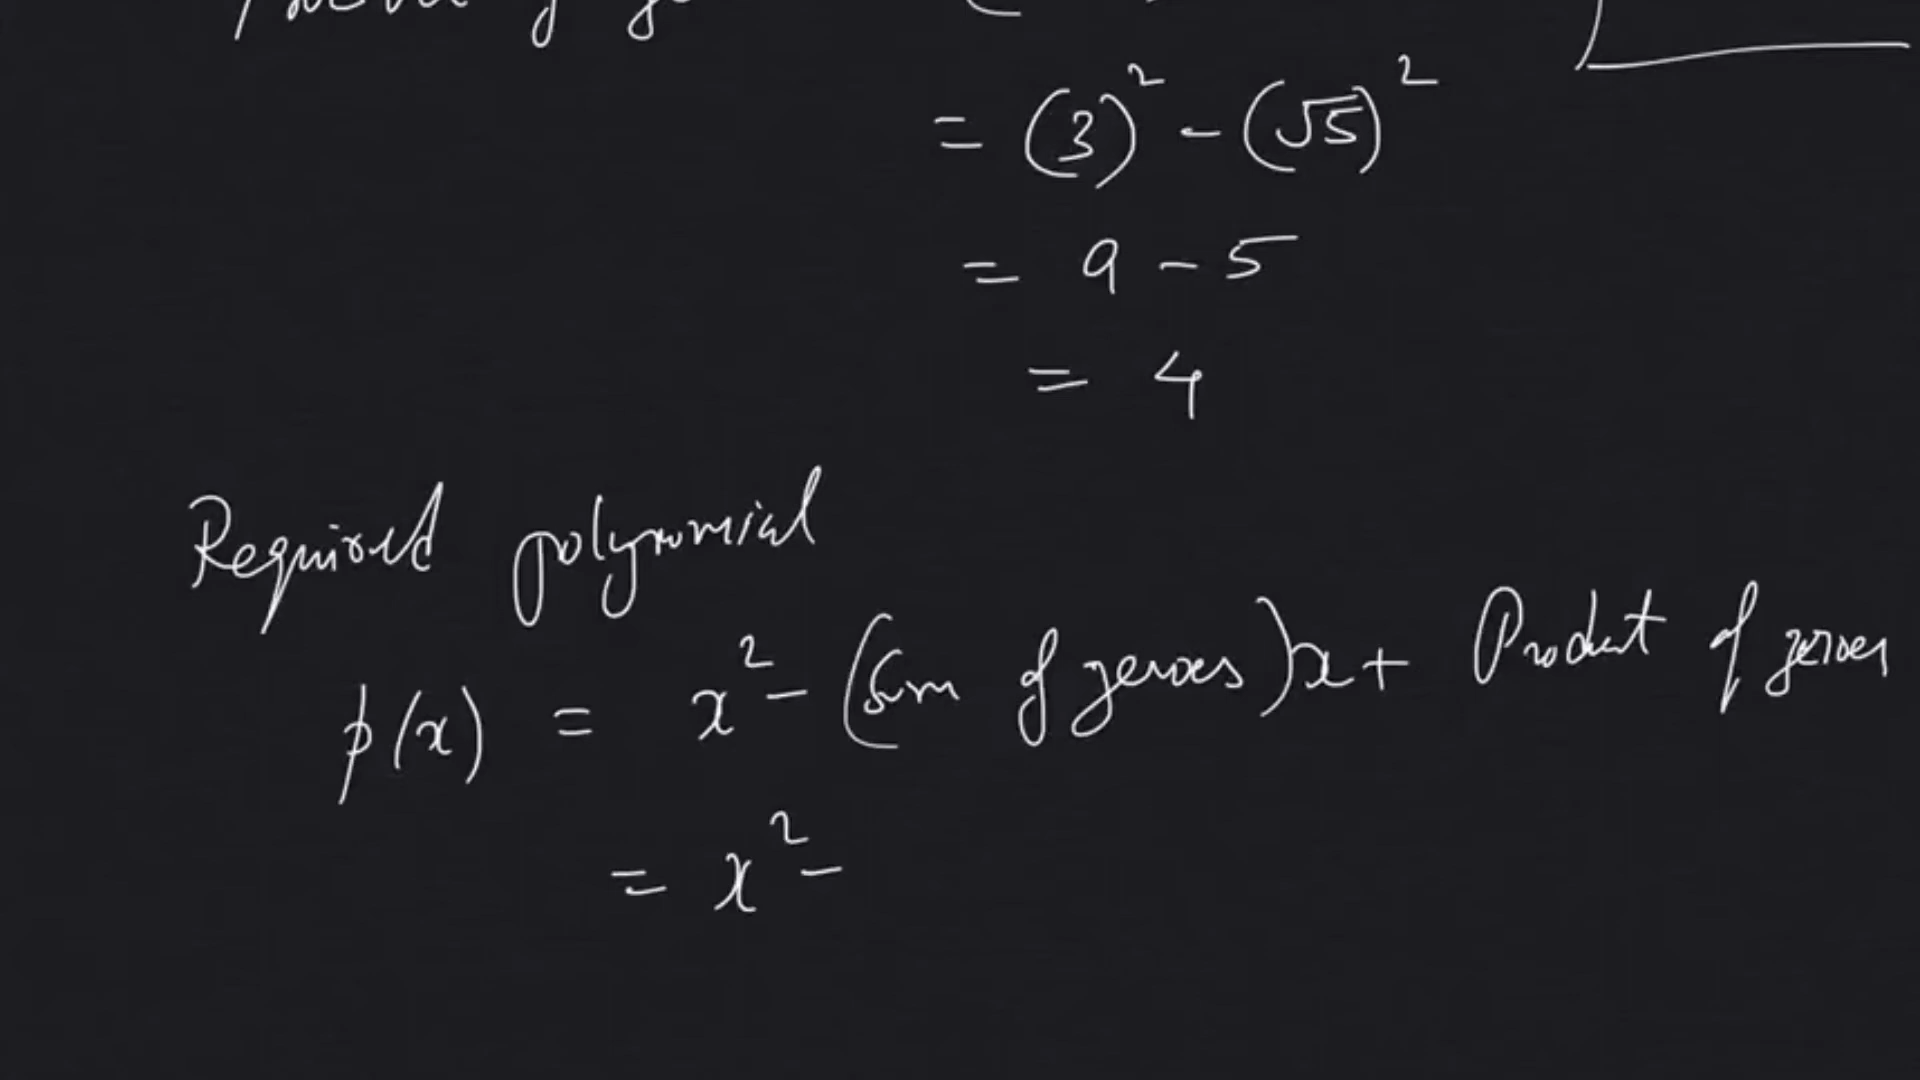 = (3)² - (√5)²
= 9 - 5
= 4
Required polynomial
p(x) = x² - (Sum of zeroes)x + Product of zeroes
= x² -